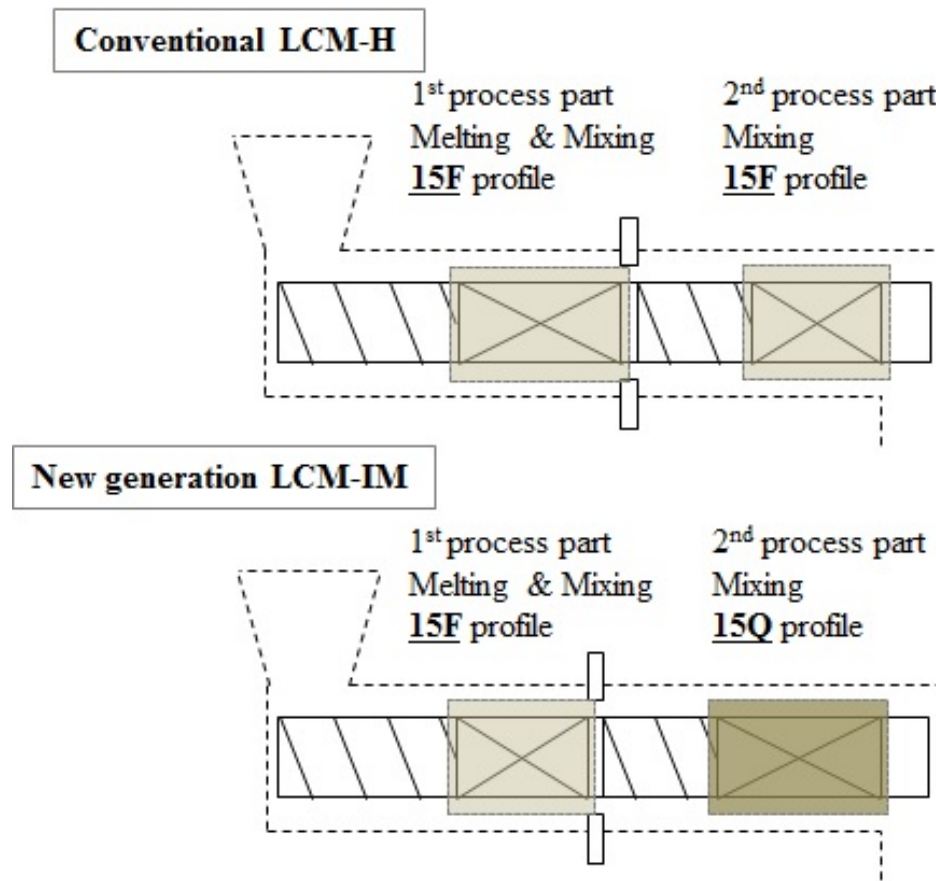 Conventional LCM-H
1st process part
Melting & Mixing
15F profile
2nd process part
Mixing
15F profile
New generation LCM-IM
1st process part
Melting & Mixing
15F profile
2nd process part
Mixing
15Q profile